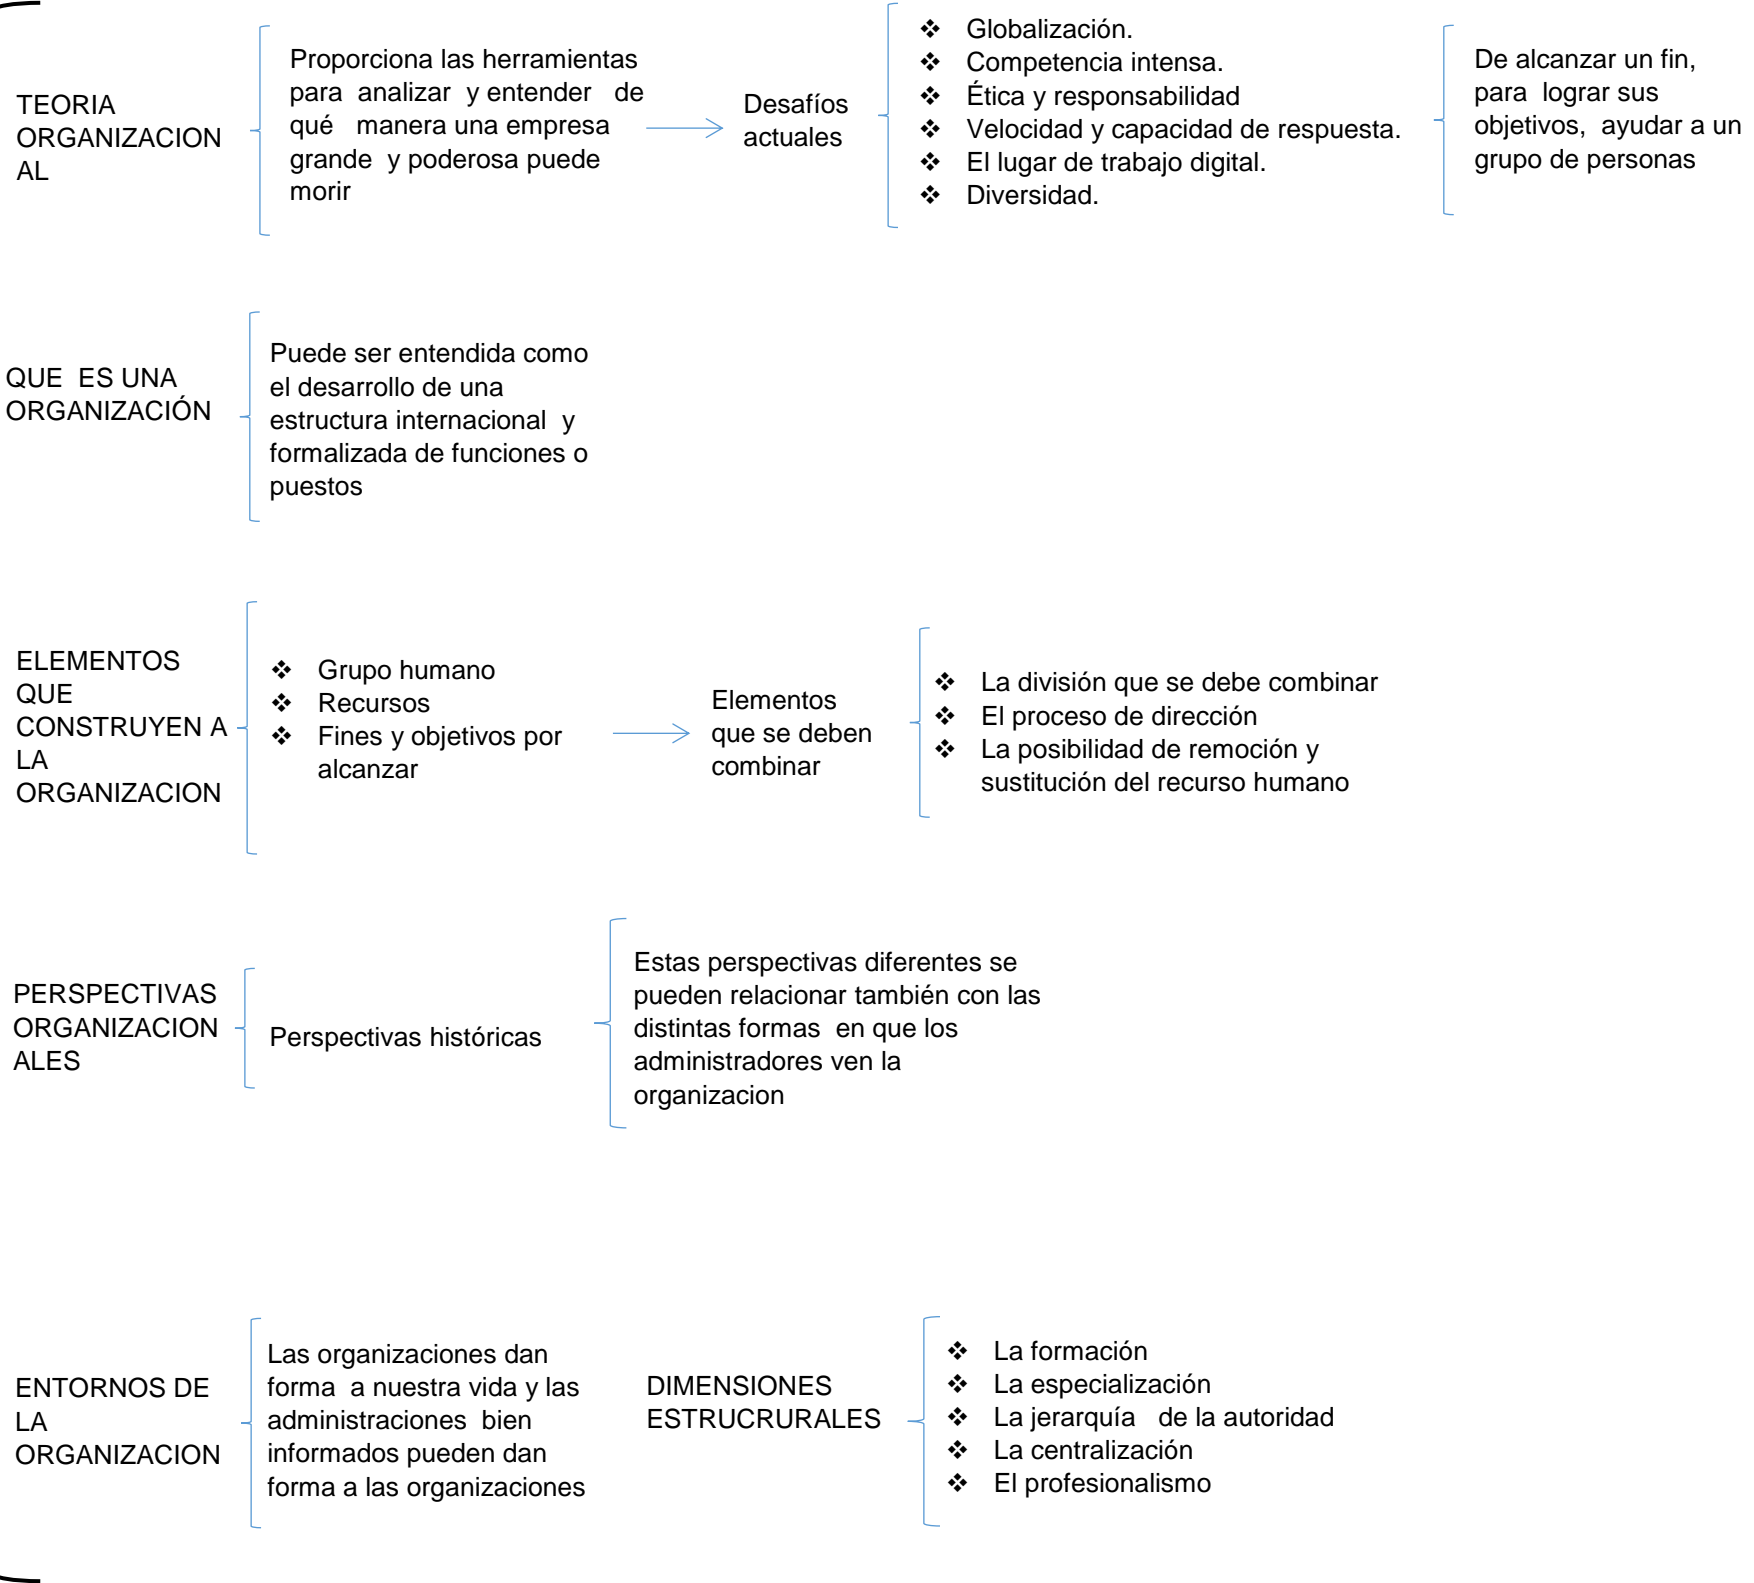 TEORIA
ORGANIZACION
AL
Proporciona las herramientas
para analizar y entender de
qué manera una empresa
grande y poderosa puede
morir
Desafíos
actuales
❖ Globalización.
❖ Competencia intensa.
❖ Ética y responsabilidad
❖ Velocidad y capacidad de respuesta.
❖ El lugar de trabajo digital.
❖ Diversidad.
De alcanzar un fin,
para lograr sus
objetivos, ayudar a un
grupo de personas
QUE ES UNA
ORGANIZACIÓN
Puede ser entendida como
el desarrollo de una
estructura internacional y
formalizada de funciones o
puestos
ELEMENTOS
QUE
CONSTRUYEN A
LA
ORGANIZACION
❖ Grupo humano
❖ Recursos
❖ Fines y objetivos por
alcanzar
Elementos
que se deben
combinar
❖ La división que se debe combinar
❖ El proceso de dirección
❖ La posibilidad de remoción y
sustitución del recurso humano
PERSPECTIVAS
ORGANIZACION
ALES
Perspectivas históricas
Estas perspectivas diferentes se
pueden relacionar también con las
distintas formas en que los
administradores ven la
organizacion
ENTORNOS DE
LA
ORGANIZACION
Las organizaciones dan
forma a nuestra vida y las
administraciones bien
informados pueden dan
forma a las organizaciones
DIMENSIONES
ESTRUCRURALES
❖ La formación
❖ La especialización
❖ La jerarquía de la autoridad
❖ La centralización
❖ El profesionalismo